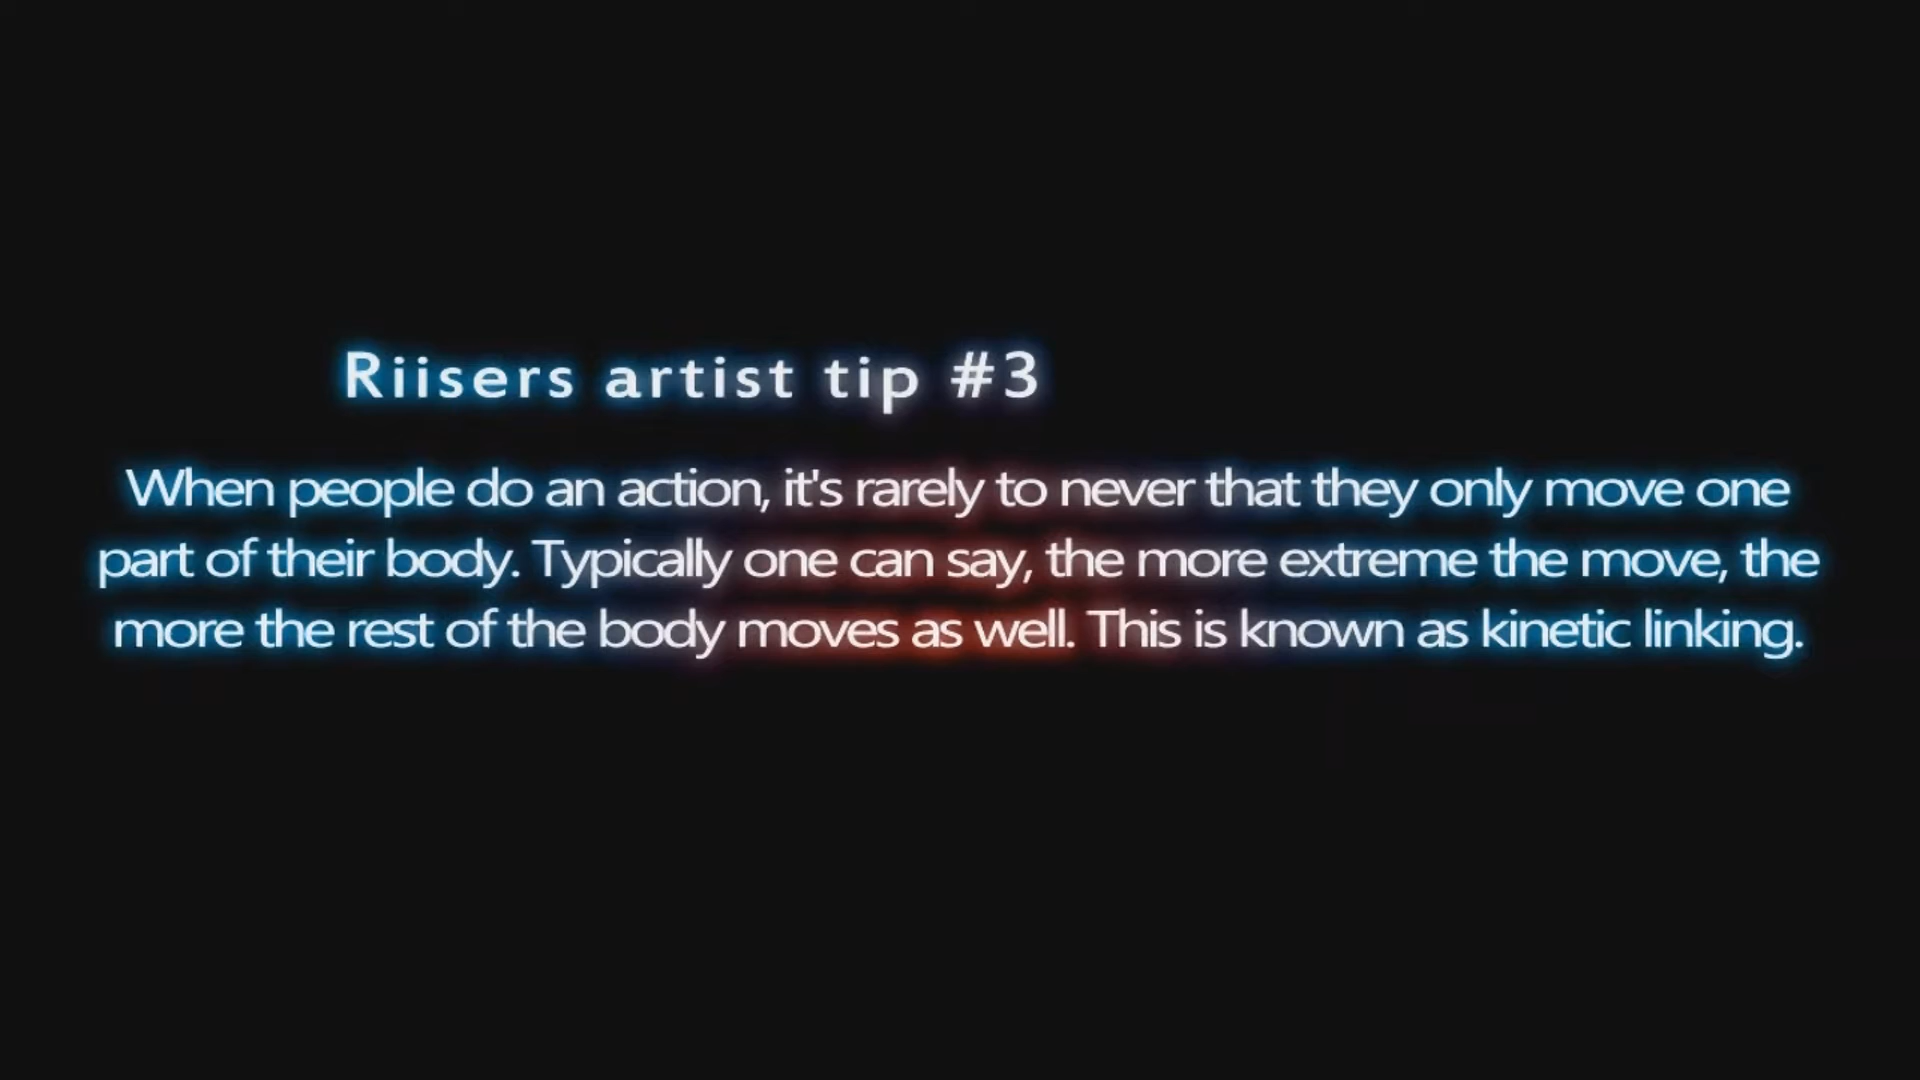 Riisers artist tip #3
When people do an action, it's rarely to never that they only move one
part of their body. Typically one can say, the more extreme the move, the
more the rest of the body moves as well. This is known as kinetic linking.